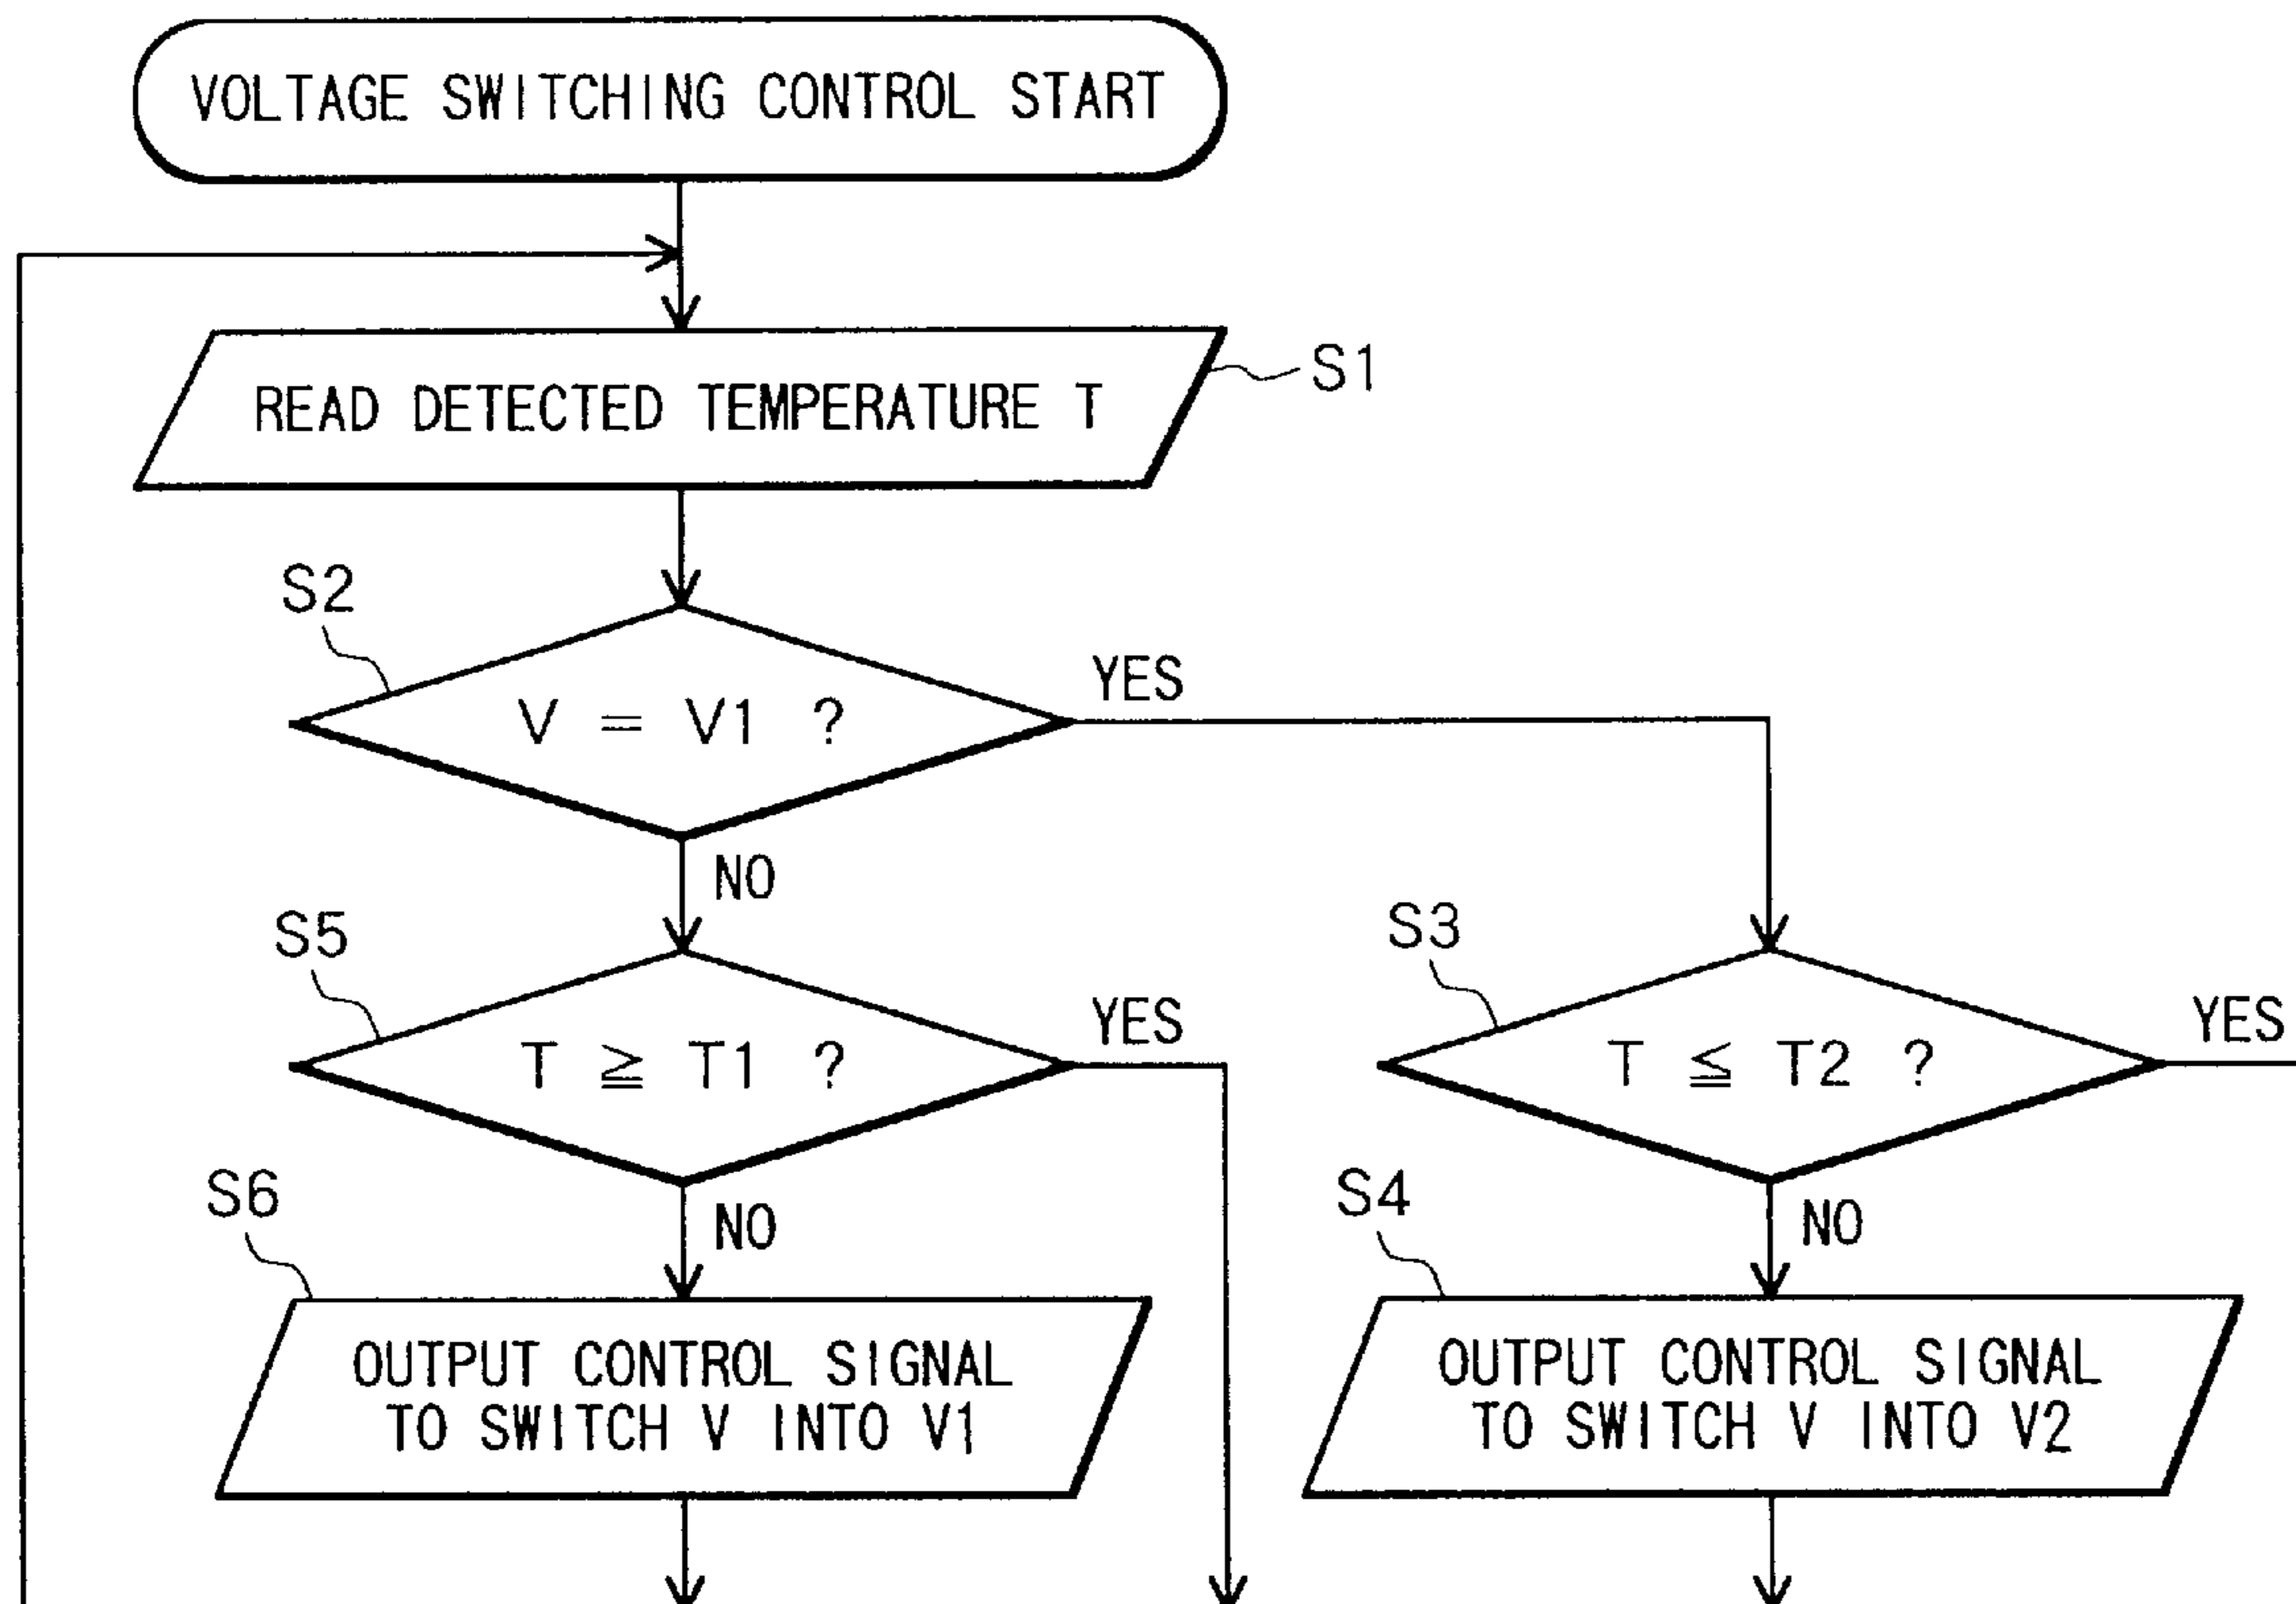 VOLTAGE SWITCHING CONTROL START
READ DETECTED TEMPERATURE T
S1
S2
V = V1 ?
YES
NO
S5
T ≧ T1 ?
YES
NO
S3
T ≦ T2 ?
YES
NO
S6
OUTPUT CONTROL SIGNAL
TO SWITCH V INTO V1
S4
OUTPUT CONTROL SIGNAL
TO SWITCH V INTO V2